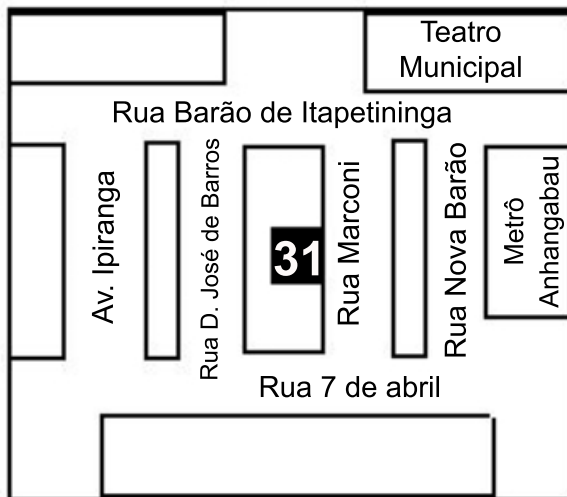 Teatro
Municipal
Rua Barão de Itapetininga
Av. Ipiranga
Rua D. José de Barros
31
Rua Marconi
Rua Nova Barão
Metrô
Anhangabau
Rua 7 de abril